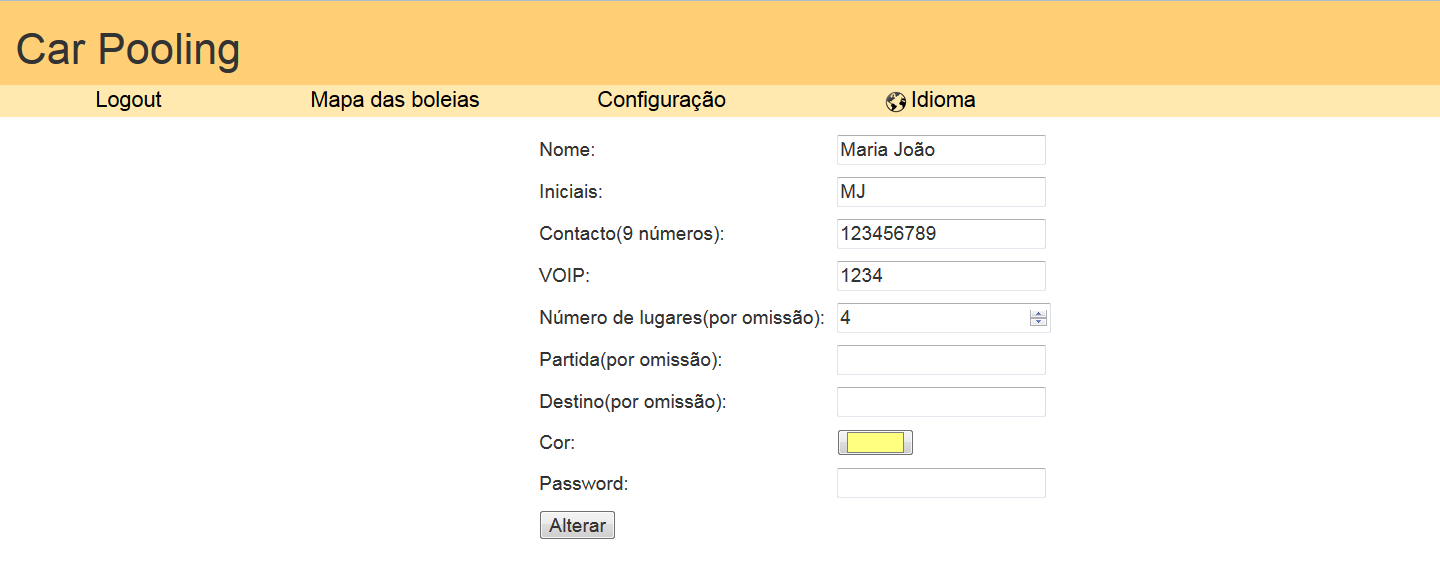 Car Pooling
Logout Mapa das boleias Configuração Idioma
Nome: Maria João
Iniciais: MJ
Contacto(9 números): 123456789
VOIP: 1234
Número de lugares(por omissão): 4
Partida(por omissão):
Destino(por omissão):
Cor:
Password:
Alterar